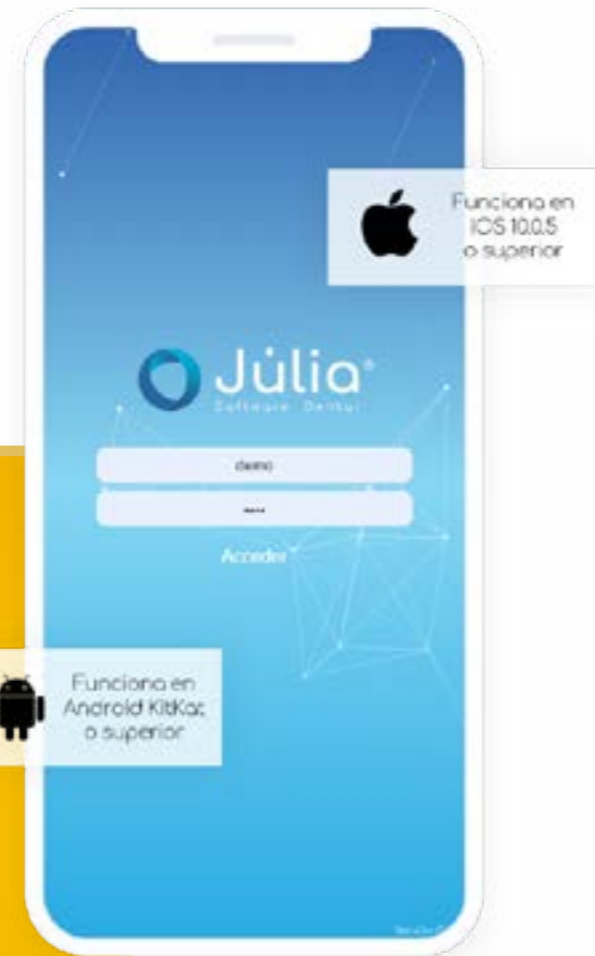 Funciona en
IOS 10.0.5
o superior
Júlia®
Software Dental
demo
Acceder
Funciona en
Android KitKat
o superior